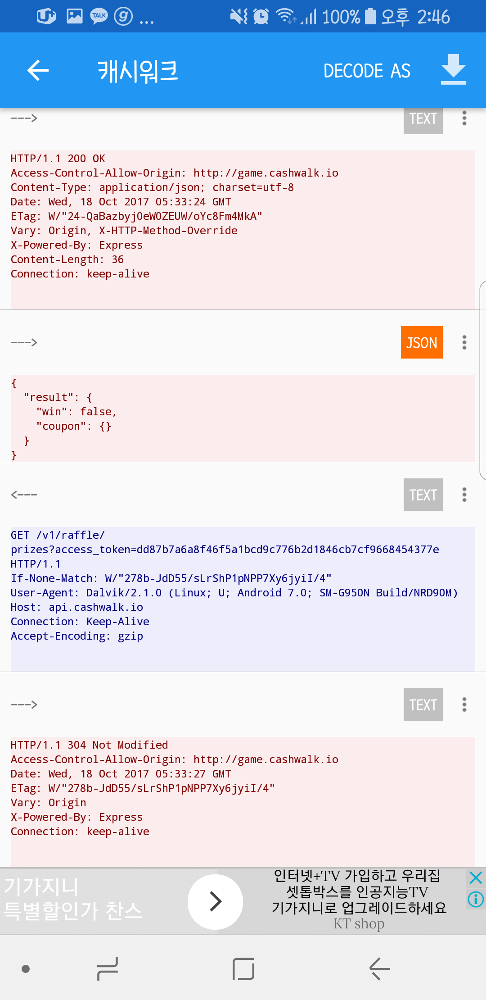 TALK
g
...
100%
오후 2:46
캐시워크
DECODE AS
--->
TEXT
HTTP/1.1 200 OK
Access-Control-Allow-Origin: http://game.cashwalk.io
Content-Type: application/json; charset=utf-8
Date: Wed, 18 Oct 2017 05:33:24 GMT
ETag: W/"24-QaBazbyj0eWOZEUW/oYc8Fm4MkA"
Vary: Origin, X-HTTP-Method-Override
X-Powered-By: Express
Content-Length: 36
Connection: keep-alive
--->
JSON
{
  "result": {
    "win": false,
    "coupon": {}
  }
}
<---
TEXT
GET /v1/raffle/
prizes?access_token=dd87b7a6a8f46f5a1bcd9c776b2d1846cb7cf9668454377e
HTTP/1.1
If-None-Match: W/"278b-JdD55/sLrShP1pNPP7Xy6jyiI/4"
User-Agent: Dalvik/2.1.0 (Linux; U; Android 7.0; SM-G950N Build/NRD90M)
Host: api.cashwalk.io
Connection: Keep-Alive
Accept-Encoding: gzip
--->
TEXT
HTTP/1.1 304 Not Modified
Access-Control-Allow-Origin: http://game.cashwalk.io
Date: Wed, 18 Oct 2017 05:33:27 GMT
ETag: W/"278b-JdD55/sLrShP1pNPP7Xy6jyiI/4"
Vary: Origin
X-Powered-By: Express
Connection: keep-alive
기가지니
특별할인가 찬스
인터넷+TV 가입하고 우리집
셋톱박스를 인공지능TV
기가지니로 업그레이드하세요
KT shop